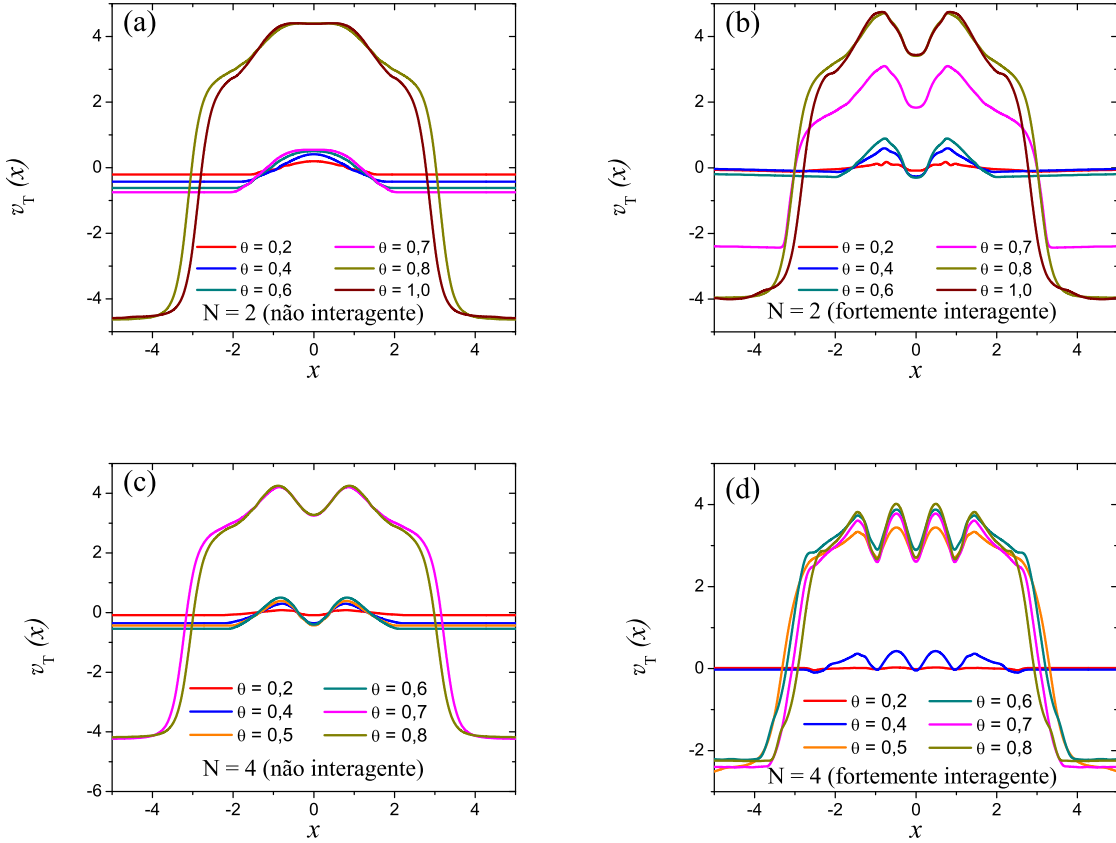 (a)
4
2
0
-2
-4
v_T (x)
θ = 0,2
θ = 0,7
θ = 0,4
θ = 0,8
θ = 0,6
θ = 1,0
N = 2 (não interagente)
-4 -2 0 2 4
x
(b)
4
2
0
-2
-4
v_T (x)
θ = 0,2
θ = 0,7
θ = 0,4
θ = 0,8
θ = 0,6
θ = 1,0
N = 2 (fortemente interagente)
-4 -2 0 2 4
x
(c)
4
2
0
-2
-4
-6
v_T (x)
θ = 0,2
θ = 0,6
θ = 0,4
θ = 0,7
θ = 0,5
θ = 0,8
N = 4 (não interagente)
-4 -2 0 2 4
x
(d)
4
2
0
-2
v_T (x)
θ = 0,2
θ = 0,6
θ = 0,4
θ = 0,7
θ = 0,5
θ = 0,8
N = 4 (fortemente interagente)
-4 -2 0 2 4
x